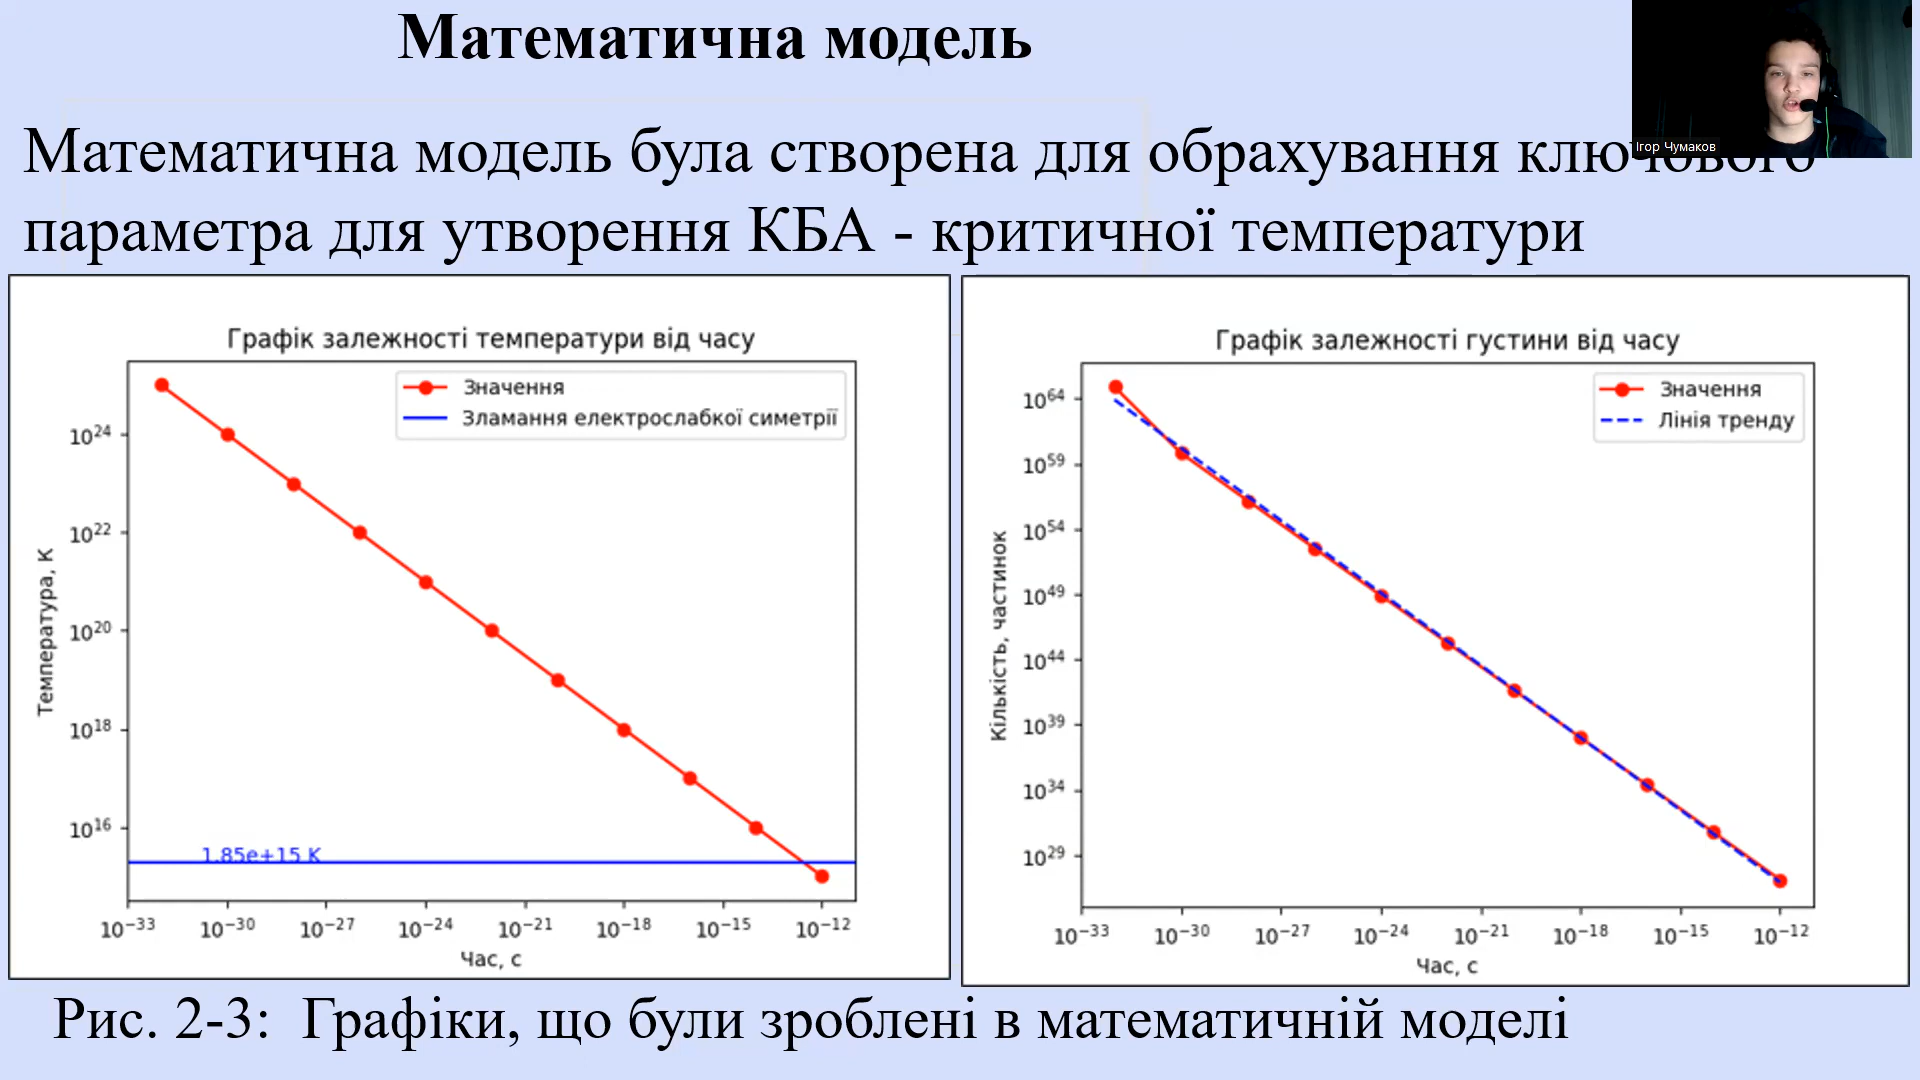 Математична модель
Ігор Чумаков
Математична модель була створена для обрахування ключового
параметра для утворення КБА - критичної температури
Графік залежності температури від часу
Значення
Зламання електрослабкої симетрії
Температура, К
10²⁴
10²²
10²⁰
10¹⁸
10¹⁶
1.85e+15 K
10⁻³³ 10⁻³⁰ 10⁻²⁷ 10⁻²⁴ 10⁻²¹ 10⁻¹⁸ 10⁻¹⁵ 10⁻¹²
Час, с
Графік залежності густини від часу
Значення
Лінія тренду
Кількість, частинок
10⁶⁴
10⁵⁹
10⁵⁴
10⁴⁹
10⁴⁴
10³⁹
10³⁴
10²⁹
10⁻³³ 10⁻³⁰ 10⁻²⁷ 10⁻²⁴ 10⁻²¹ 10⁻¹⁸ 10⁻¹⁵ 10⁻¹²
Час, с
Рис. 2-3: Графіки, що були зроблені в математичній моделі